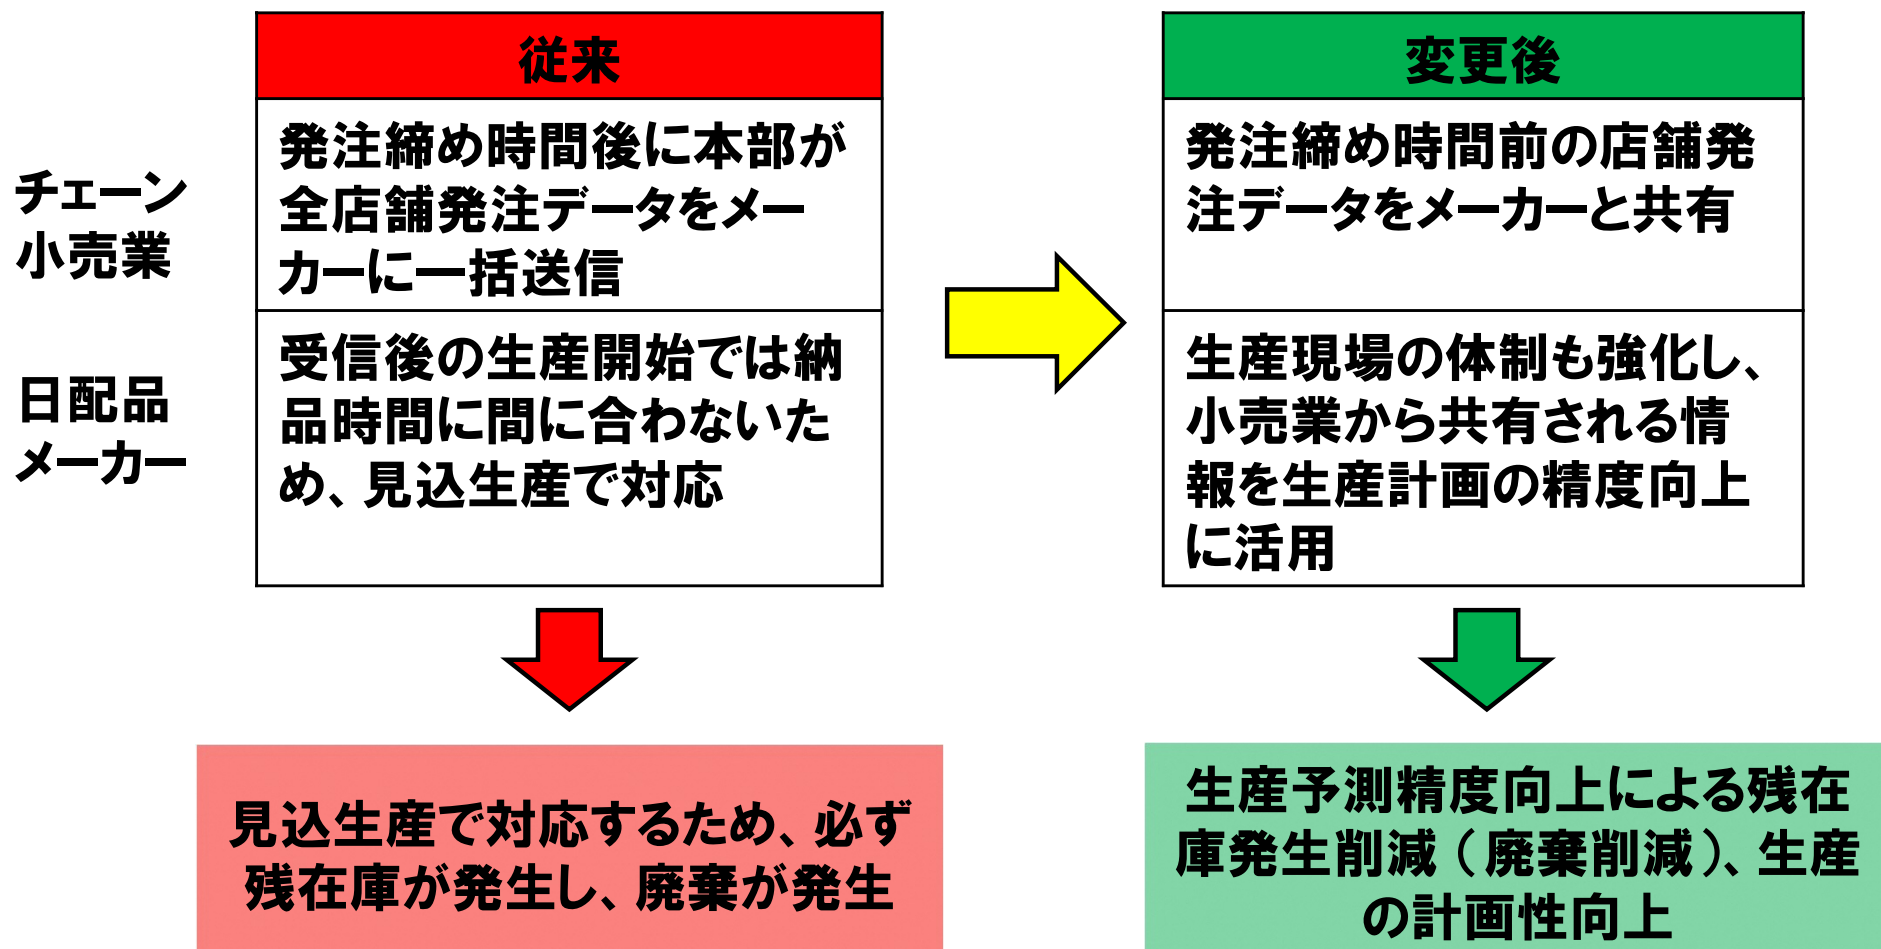 従来
変更後
チェーン
小売業
発注締め時間後に本部が
全店舗発注データをメー
カーに一括送信
発注締め時間前の店舗発
注データをメーカーと共有
日配品
メーカー
受信後の生産開始では納
品時間に間に合わないた
め、見込生産で対応
生産現場の体制も強化し、
小売業から共有される情
報を生産計画の精度向上
に活用
見込生産で対応するため、必ず
残在庫が発生し、廃棄が発生
生産予測精度向上による残在
庫発生削減（廃棄削減）、生産
の計画性向上